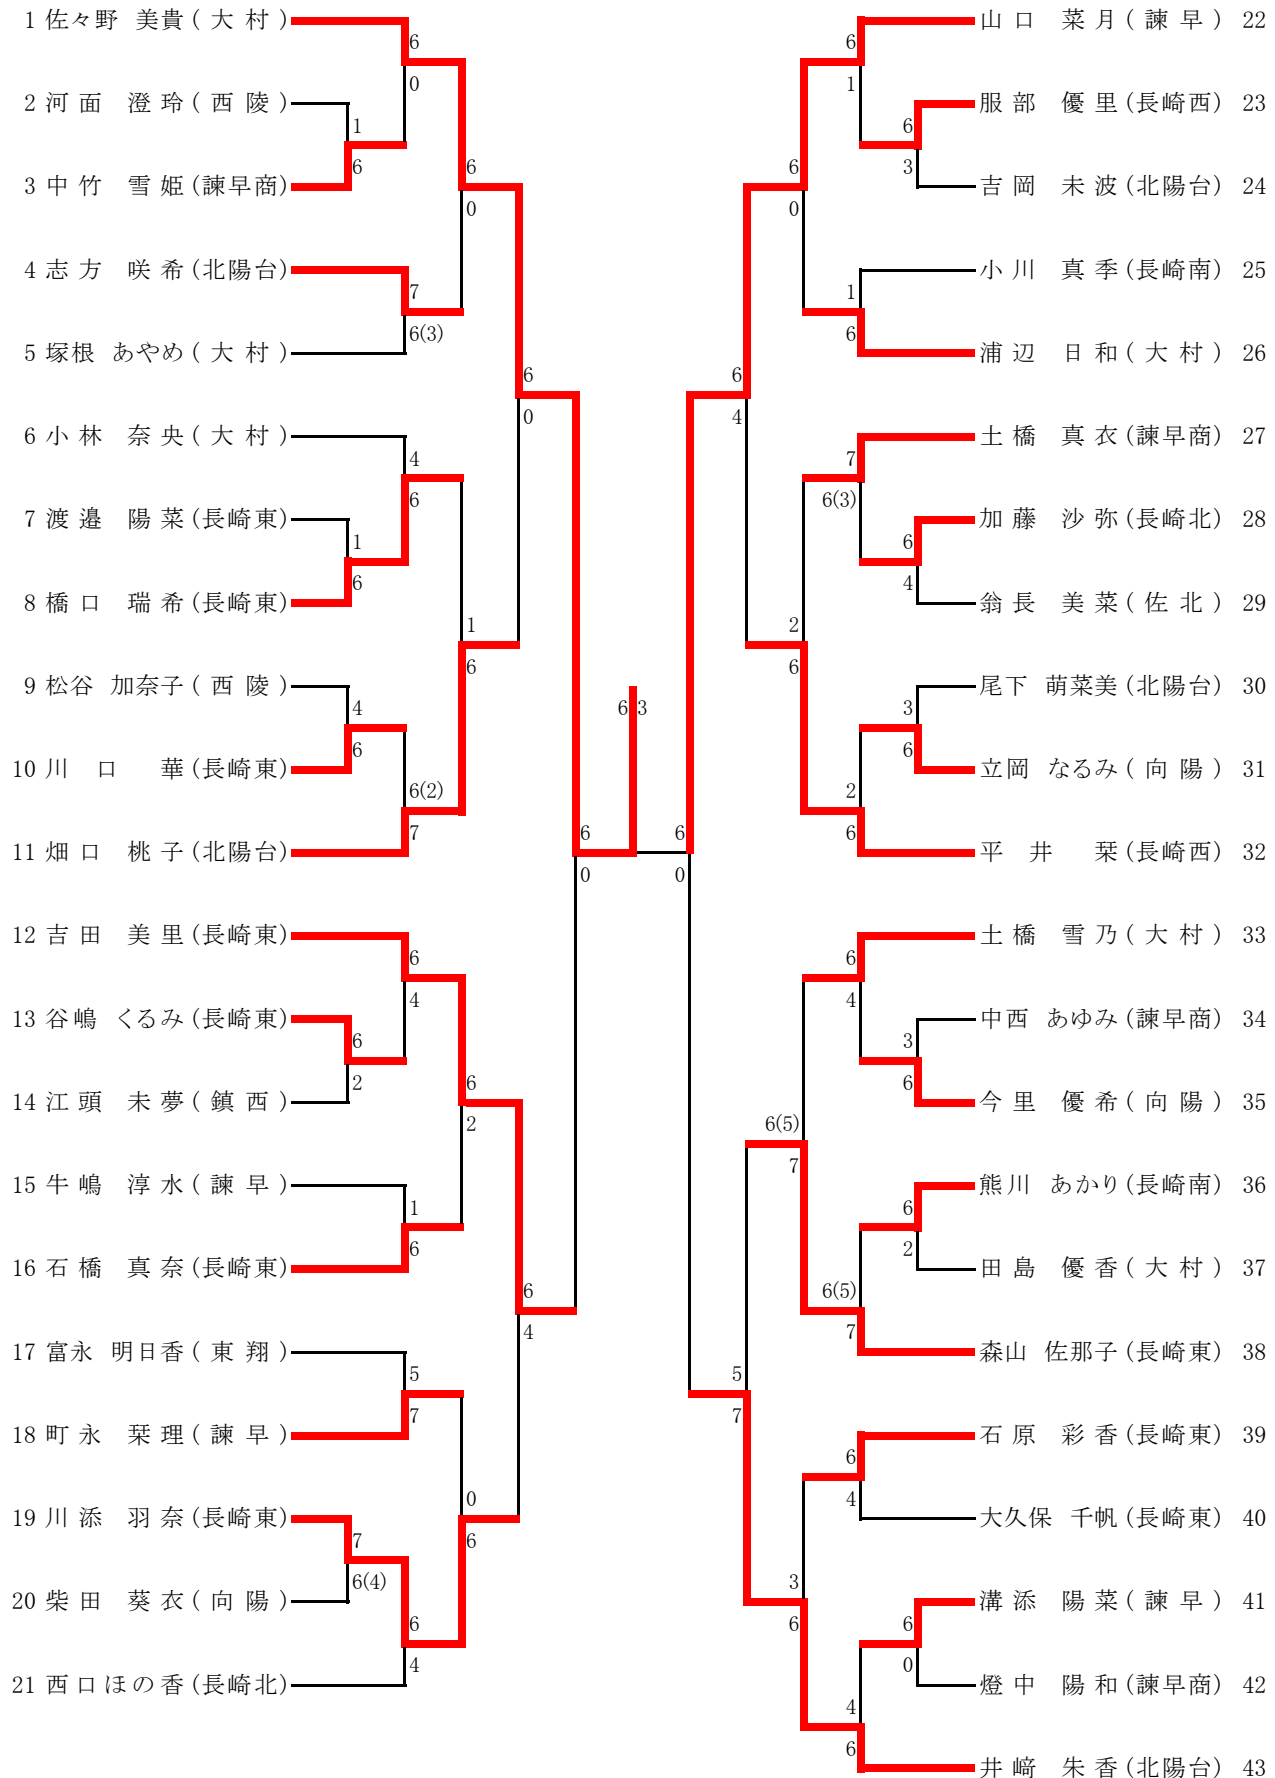 1 佐々野 美貴 ( 大 村 )
6
0
2 河面 澄玲 ( 西 陵 )
1
6
3 中竹 雪姫 (諫早商)
6
0
4 志方 咲希 (北陽台)
7
6(3)
5 塚根 あやめ ( 大 村 )
6
0
6 小林 奈央 ( 大 村 )
4
6
7 渡邉 陽菜 (長崎東)
1
6
8 橋口 瑞希 (長崎東)
1
6
9 松谷 加奈子 ( 西 陵 )
4
6
10 川口 華 (長崎東)
6(2)
7
11 畑口 桃子 (北陽台)
6
0
12 吉田 美里 (長崎東)
6
4
13 谷嶋 くるみ (長崎東)
6
2
14 江頭 未夢 ( 鎮 西 )
6
2
15 牛嶋 淳水 ( 諫 早 )
1
6
16 石橋 真奈 (長崎東)
6
4
17 富永 明日香 ( 東 翔 )
5
7
18 町永 栞理 ( 諫 早 )
0
6
19 川添 羽奈 (長崎東)
7
6(4)
20 柴田 葵衣 ( 向 陽 )
6
4
21 西口ほの香 (長崎北)
6 3
山口 菜月 ( 諫 早 ) 22
6
1
服部 優里 (長崎西) 23
6
3
吉岡 未波 (北陽台) 24
6
0
小川 真季 (長崎南) 25
1
6
浦辺 日和 ( 大 村 ) 26
6
4
土橋 真衣 (諫早商) 27
7
6(3)
加藤 沙弥 (長崎北) 28
6
4
翁長 美菜 ( 佐 北 ) 29
2
6
尾下 萌菜美 (北陽台) 30
3
6
立岡 なるみ ( 向 陽 ) 31
2
6
平井 栞 (長崎西) 32
6
0
土橋 雪乃 ( 大 村 ) 33
6
4
中西 あゆみ (諫早商) 34
3
6
今里 優希 ( 向 陽 ) 35
6(5)
7
熊川 あかり (長崎南) 36
6
2
田島 優香 ( 大 村 ) 37
6(5)
7
森山 佐那子 (長崎東) 38
5
7
石原 彩香 (長崎東) 39
6
4
大久保 千帆 (長崎東) 40
3
6
溝添 陽菜 ( 諫 早 ) 41
6
0
燈中 陽和 (諫早商) 42
4
6
井﨑 朱香 (北陽台) 43